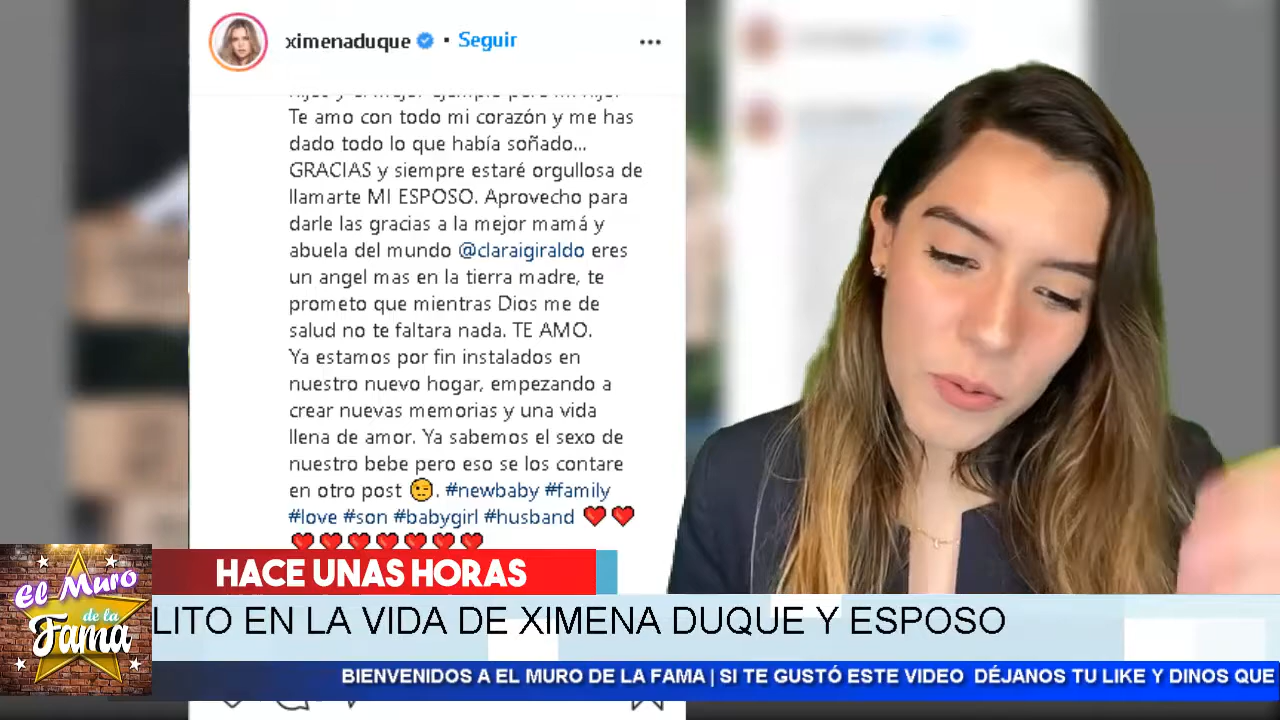 ximenaduque • Seguir
Te amo con todo mi corazón y me has
dado todo lo que había soñado...
GRACIAS y siempre estaré orgullosa de
llamarte MI ESPOSO. Aprovecho para
darle las gracias a la mejor mamá y
abuela del mundo @claraigiraldo eres
un angel mas en la tierra madre, te
prometo que mientras Dios me de
salud no te faltara nada. TE AMO.
Ya estamos por fin instalados en
nuestro nuevo hogar, empezando a
crear nuevas memorias y una vida
llena de amor. Ya sabemos el sexo de
nuestro bebe pero eso se los contare
en otro post 🤨. #newbaby #family
#love #son #babygirl #husband ❤️❤️
❤️❤️❤️❤️❤️❤️❤️
HACE UNAS HORAS
El Muro
de la
Fama
LITO EN LA VIDA DE XIMENA DUQUE Y ESPOSO
BIENVENIDOS A EL MURO DE LA FAMA | SI TE GUSTÓ ESTE VIDEO DÉJANOS TU LIKE Y DINOS QUE